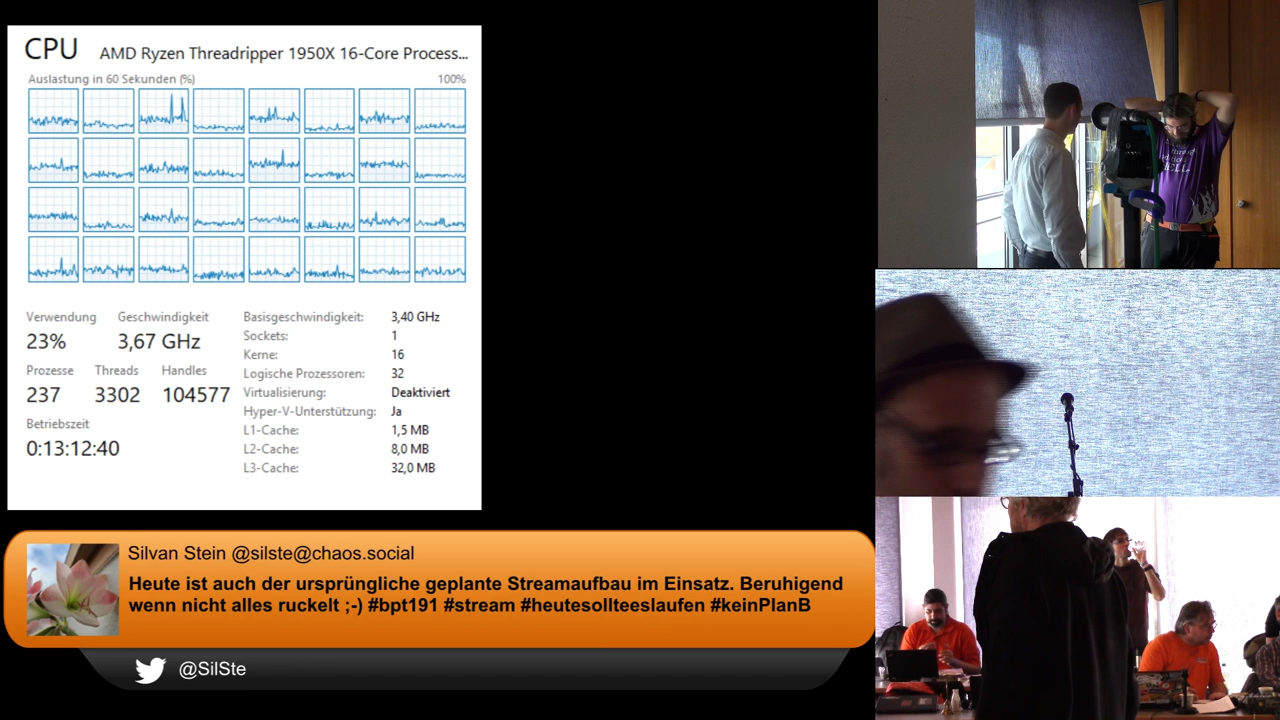 CPU AMD Ryzen Threadripper 1950X 16-Core Process...
Auslastung in 60 Sekunden (%) 100%
Verwendung Geschwindigkeit
23% 3,67 GHz
Prozesse Threads Handles
237 3302 104577
Betriebszeit
0:13:12:40
Basisgeschwindigkeit: 3,40 GHz
Sockets: 1
Kerne: 16
Logische Prozessoren: 32
Virtualisierung: Deaktiviert
Hyper-V-Unterstützung: Ja
L1-Cache: 1,5 MB
L2-Cache: 8,0 MB
L3-Cache: 32,0 MB
Silvan Stein @silste@chaos.social
Heute ist auch der ursprüngliche geplante Streamaufbau im Einsatz. Beruhigend
wenn nicht alles ruckelt ;-) #bpt191 #stream #heutesollteeslaufen #keinPlanB
@SilSte